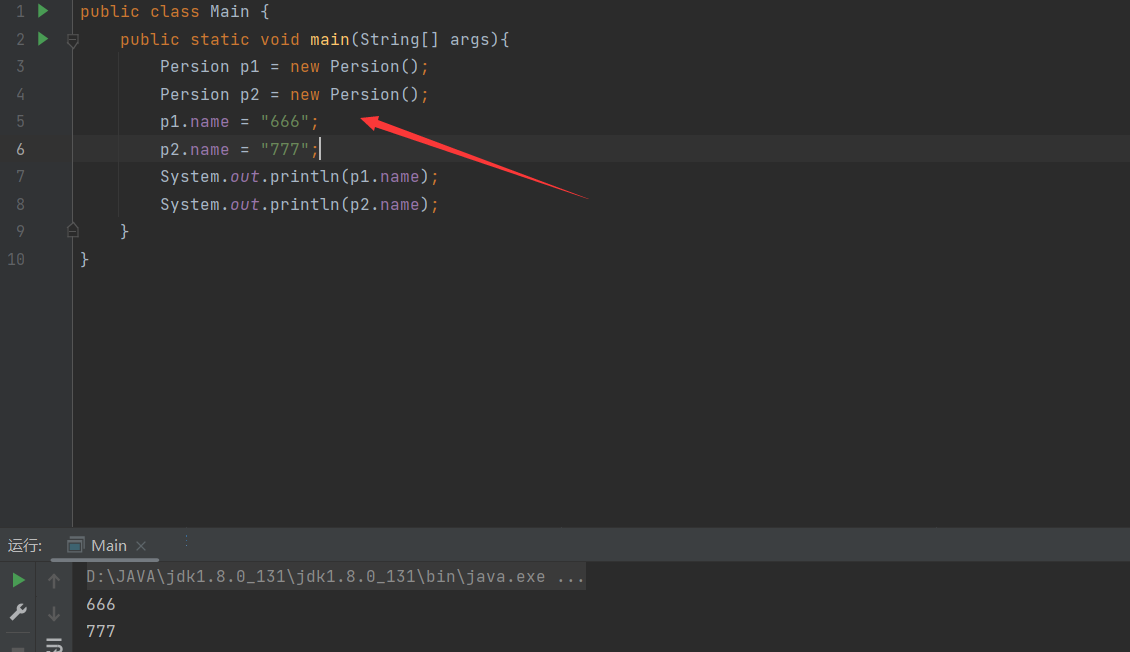 1 public class Main {
2 public static void main(String[] args){
3 Persion p1 = new Persion();
4 Persion p2 = new Persion();
5 p1.name = "666";
6 p2.name = "777";
7 System.out.println(p1.name);
8 System.out.println(p2.name);
9 }
10 }
运行: Main
D:\JAVA\jdk1.8.0_131\jdk1.8.0_131\bin\java.exe ...
666
777